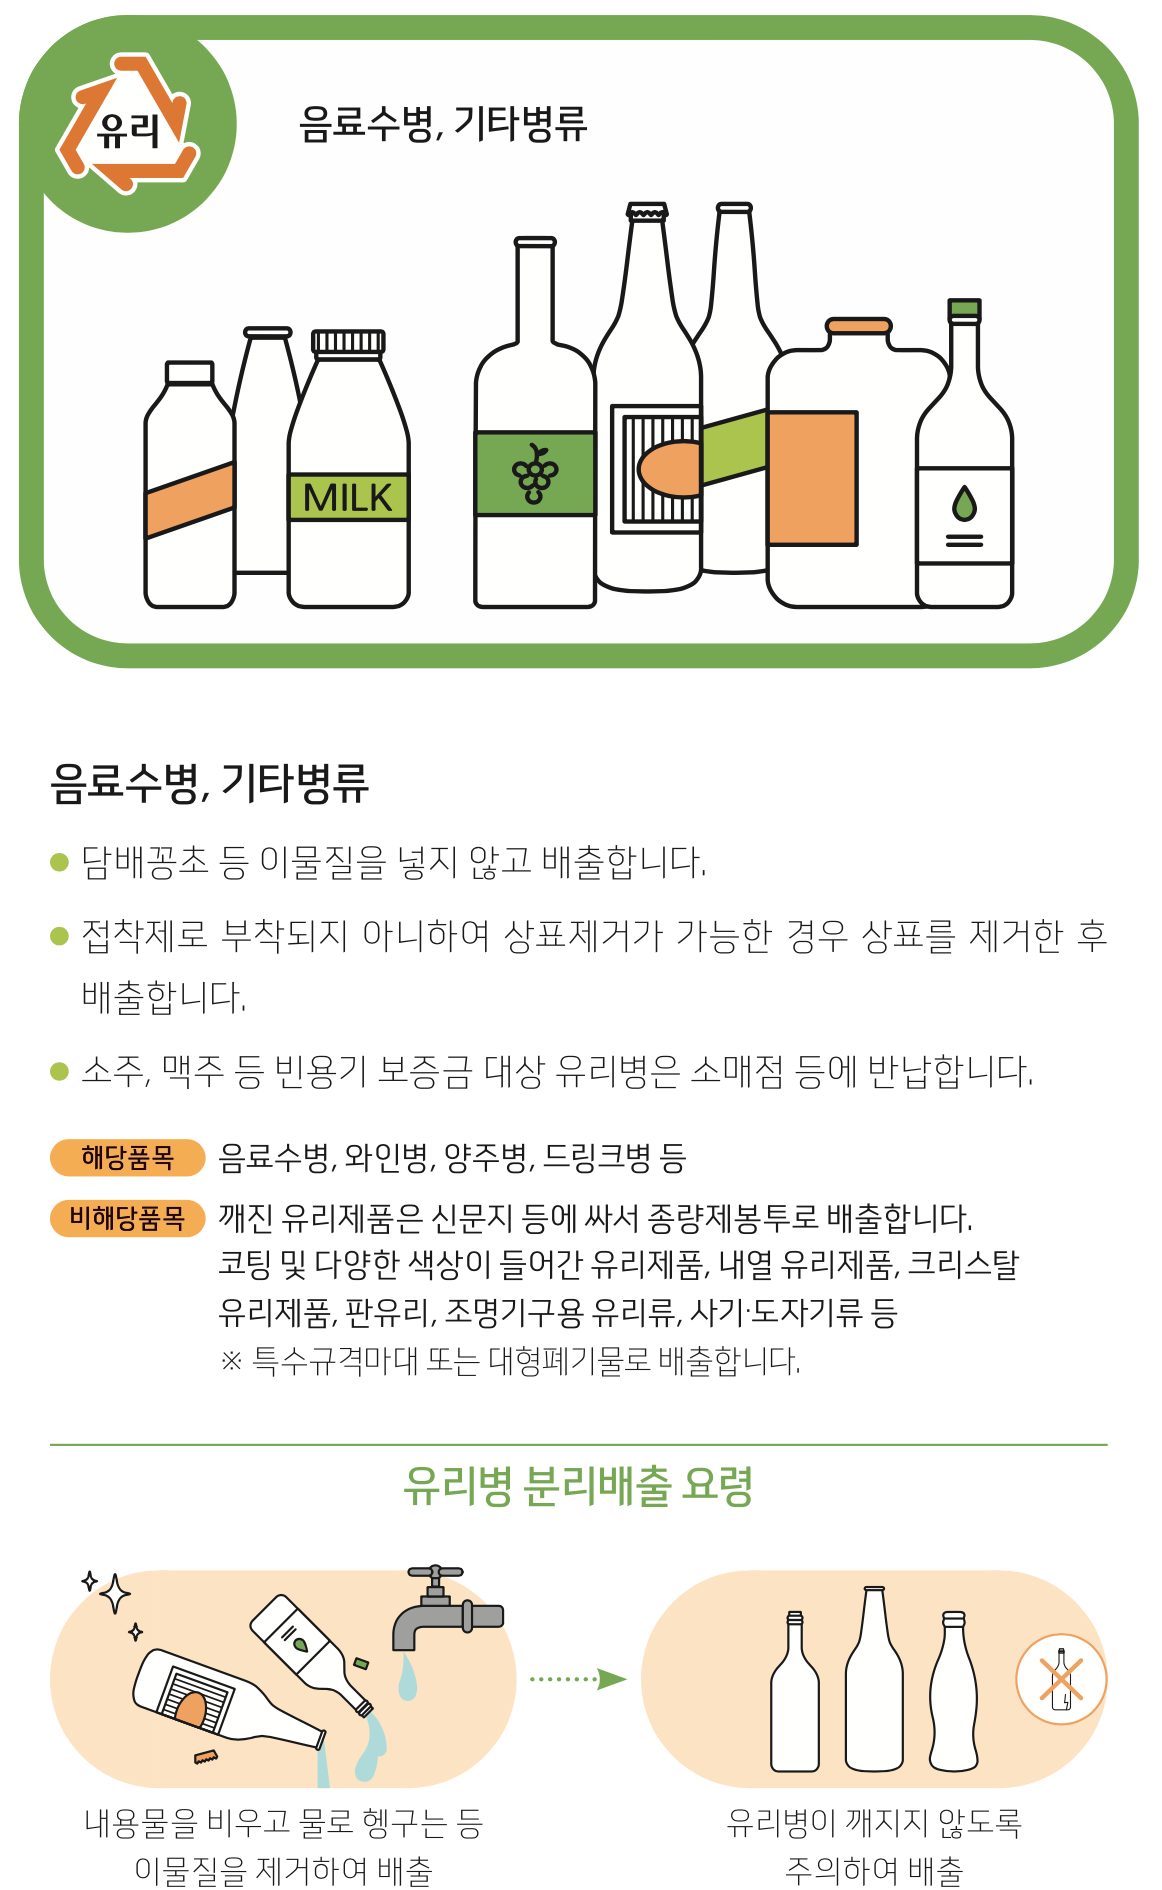 유리
음료수병, 기타병류
MILK
음료수병, 기타병류
담배꽁초 등 이물질을 넣지 않고 배출합니다.
접착제로 부착되지 아니하여 상표제거가 가능한 경우 상표를 제거한 후
배출합니다.
소주, 맥주 등 빈용기 보증금 대상 유리병은 소매점 등에 반납합니다.
해당품목 음료수병, 와인병, 양주병, 드링크병 등
비해당품목 깨진 유리제품은 신문지 등에 싸서 종량제봉투로 배출합니다.
코팅 및 다양한 색상이 들어간 유리제품, 내열 유리제품, 크리스탈
유리제품, 판유리, 조명기구용 유리류, 사기·도자기류 등
※ 특수규격마대 또는 대형폐기물로 배출합니다.
유리병 분리배출 요령
내용물을 비우고 물로 헹구는 등
이물질을 제거하여 배출
유리병이 깨지지 않도록
주의하여 배출